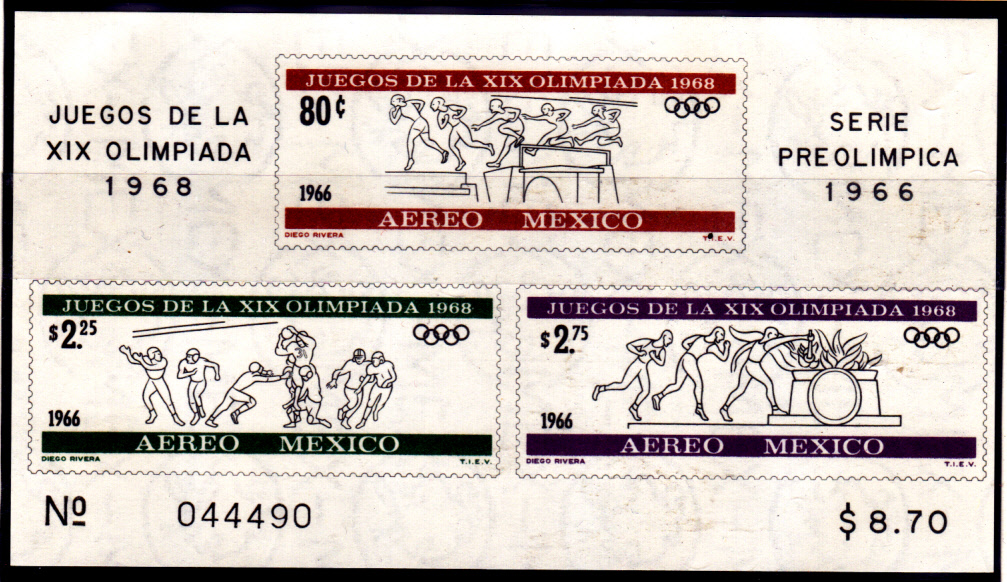 JUEGOS DE LA
XIX OLIMPIADA
1968
JUEGOS DE LA XIX OLIMPIADA 1968
80¢
1966
AEREO MEXICO
DIEGO RIVERA T.I.E.V.
SERIE
PREOLIMPICA
1966
JUEGOS DE LA XIX OLIMPIADA 1968
$2.25
1966
AEREO MEXICO
DIEGO RIVERA T.I.E.V.
JUEGOS DE LA XIX OLIMPIADA 1968
$2.75
1966
AEREO MEXICO
DIEGO RIVERA T.I.E.V.
Nº 044490
$8.70